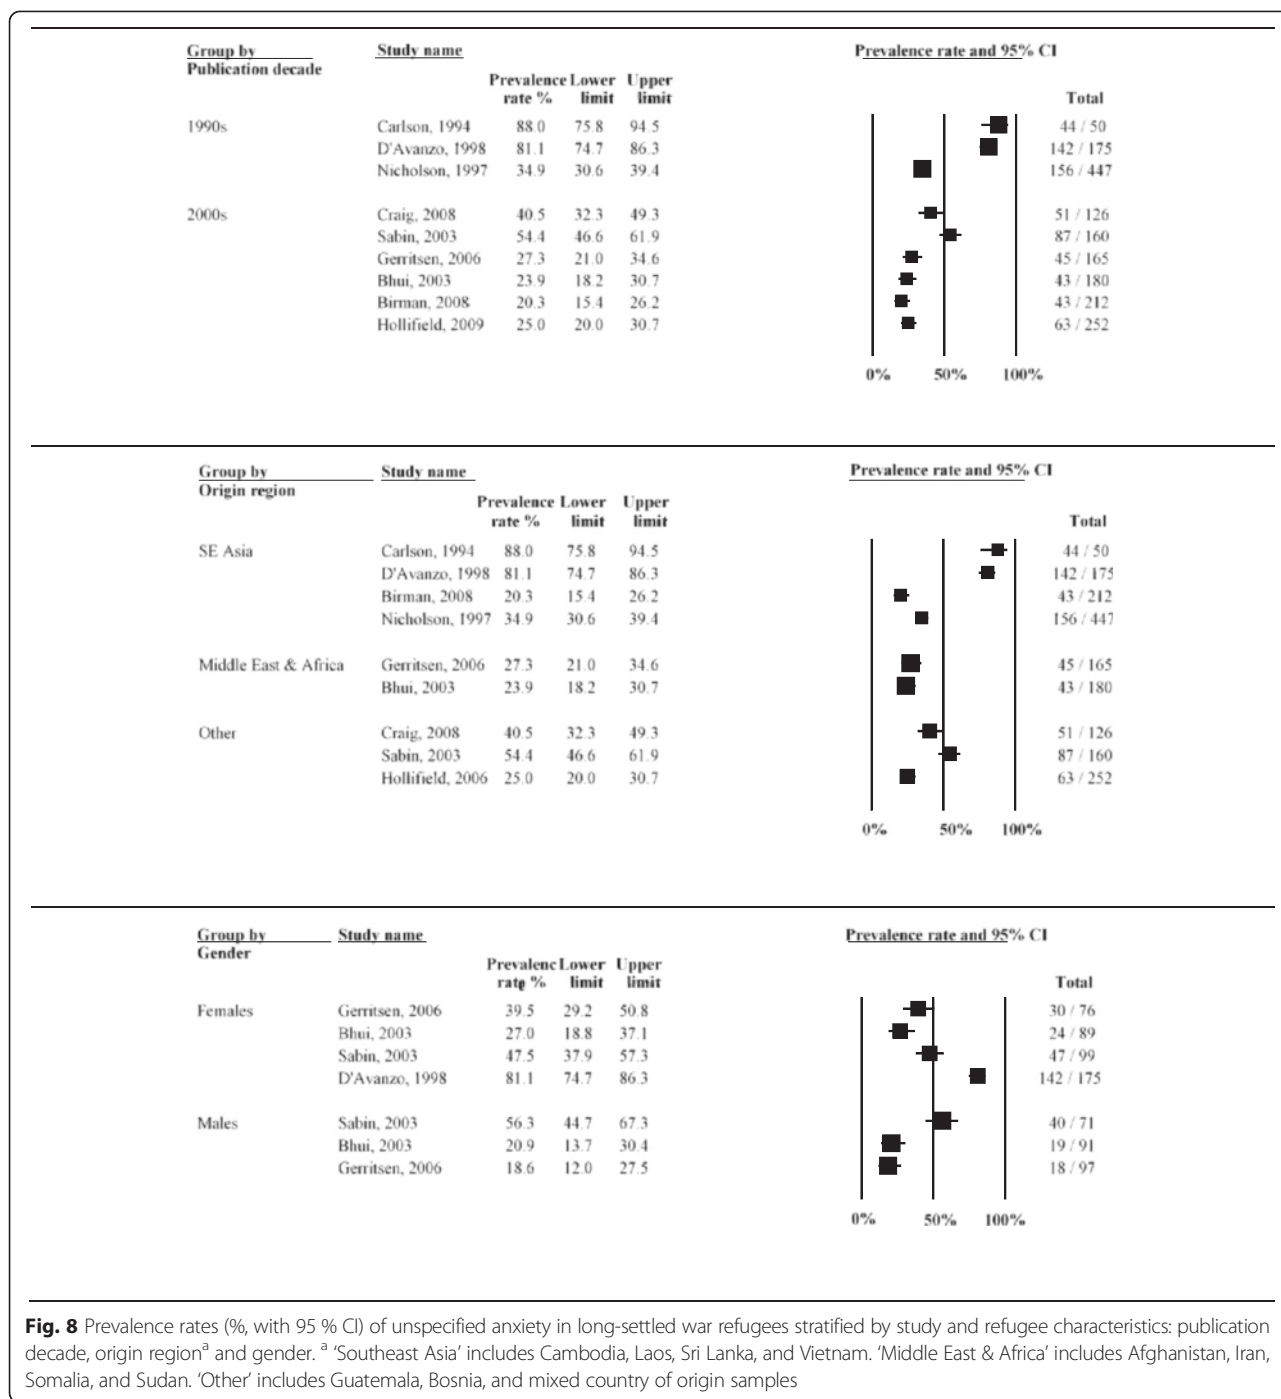 Group by Study name Prevalence rate and 95% CI
Publication decade
Prevalence Lower Upper
rate % limit limit Total
1990s Carlson, 1994 88.0 75.8 94.5 44 / 50
D'Avanzo, 1998 81.1 74.7 86.3 142 / 175
Nicholson, 1997 34.9 30.6 39.4 156 / 447
2000s Craig, 2008 40.5 32.3 49.3 51 / 126
Sabin, 2003 54.4 46.6 61.9 87 / 160
Gerritsen, 2006 27.3 21.0 34.6 45 / 165
Bhui, 2003 23.9 18.2 30.7 43 / 180
Birman, 2008 20.3 15.4 26.2 43 / 212
Hollifield, 2009 25.0 20.0 30.7 63 / 252
0% 50% 100%
Group by Study name Prevalence rate and 95% CI
Origin region
Prevalence Lower Upper
rate % limit limit Total
SE Asia Carlson, 1994 88.0 75.8 94.5 44 / 50
D'Avanzo, 1998 81.1 74.7 86.3 142 / 175
Birman, 2008 20.3 15.4 26.2 43 / 212
Nicholson, 1997 34.9 30.6 39.4 156 / 447
Middle East & Africa Gerritsen, 2006 27.3 21.0 34.6 45 / 165
Bhui, 2003 23.9 18.2 30.7 43 / 180
Other Craig, 2008 40.5 32.3 49.3 51 / 126
Sabin, 2003 54.4 46.6 61.9 87 / 160
Hollifield, 2006 25.0 20.0 30.7 63 / 252
0% 50% 100%
Group by Study name Prevalence rate and 95% CI
Gender
Prevalenc Lower Upper
rate % limit limit Total
Females Gerritsen, 2006 39.5 29.2 50.8 30 / 76
Bhui, 2003 27.0 18.8 37.1 24 / 89
Sabin, 2003 47.5 37.9 57.3 47 / 99
D'Avanzo, 1998 81.1 74.7 86.3 142 / 175
Males Sabin, 2003 56.3 44.7 67.3 40 / 71
Bhui, 2003 20.9 13.7 30.4 19 / 91
Gerritsen, 2006 18.6 12.0 27.5 18 / 97
0% 50% 100%
Fig. 8 Prevalence rates (%, with 95 % CI) of unspecified anxiety in long-settled war refugees stratified by study and refugee characteristics: publication
decade, origin regionᵃ and gender. ᵃ ‘Southeast Asia’ includes Cambodia, Laos, Sri Lanka, and Vietnam. ‘Middle East & Africa’ includes Afghanistan, Iran,
Somalia, and Sudan. ‘Other’ includes Guatemala, Bosnia, and mixed country of origin samples